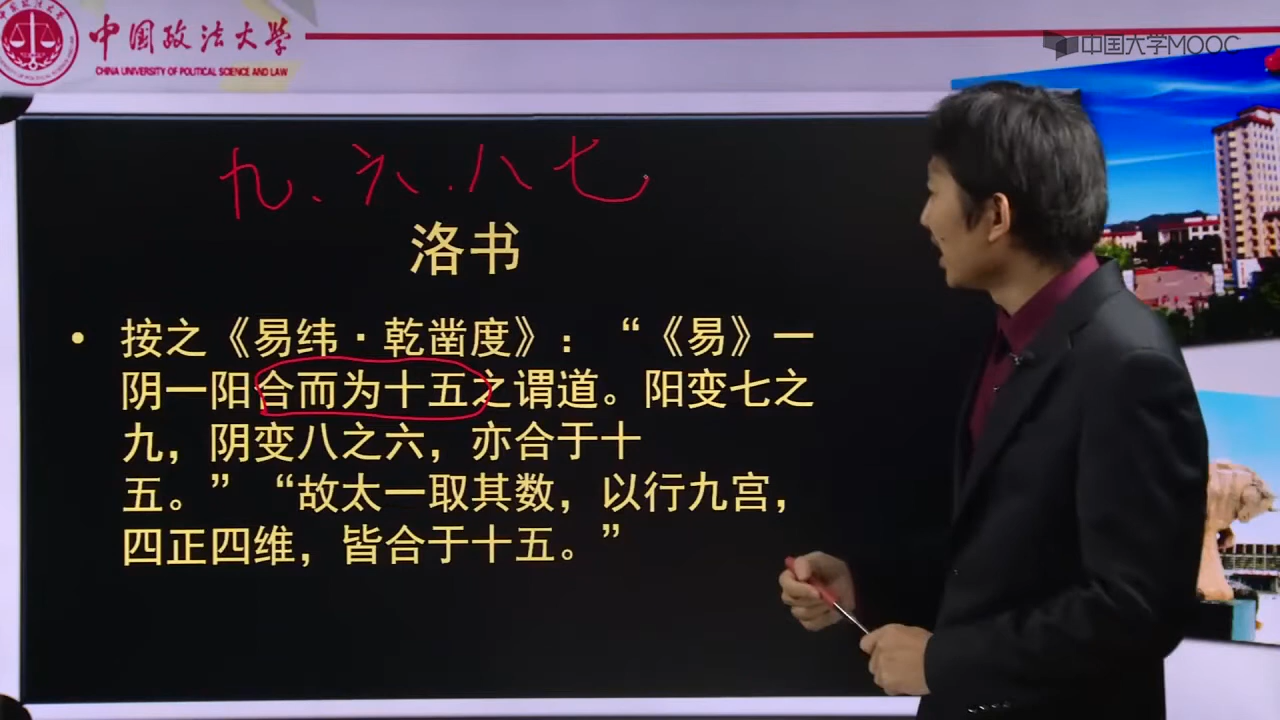 中国政法大学
CHINA UNIVERSITY OF POLITICAL SCIENCE AND LAW
中国大学MOOC
九、六、八七
洛书
• 按之《易纬·乾凿度》：“《易》一
阴一阳合而为十五之谓道。阳变七之
九，阴变八之六，亦合于十
五。”“故太一取其数，以行九宫，
四正四维，皆合于十五。”